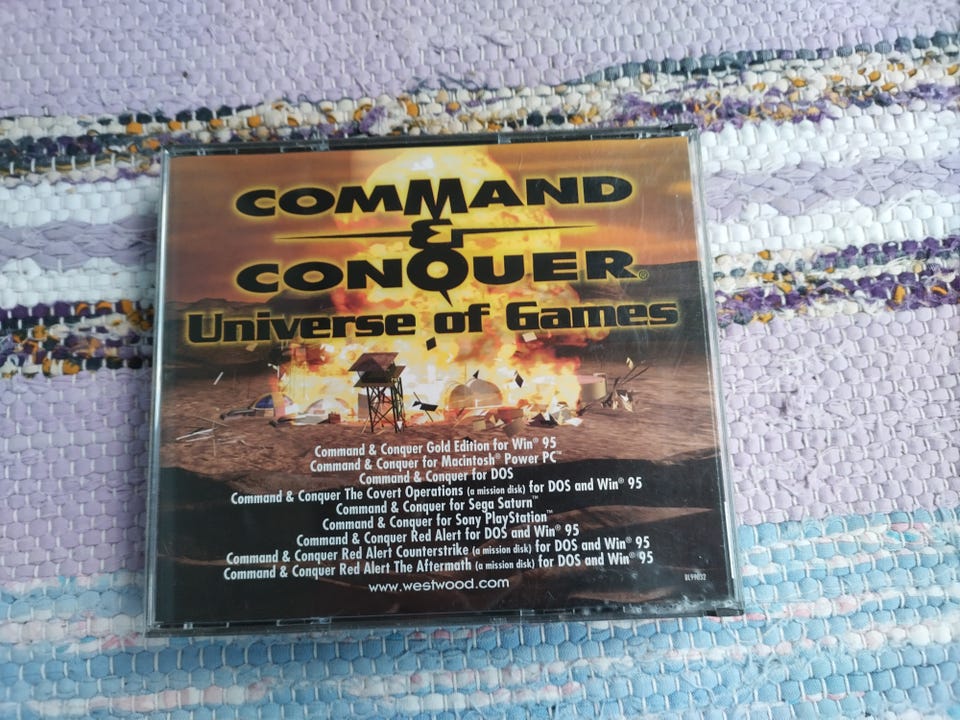 COMMAND
&
CONQUER®
Universe of Games
Command & Conquer Gold Edition for Win® 95
Command & Conquer for Macintosh® Power PC™
Command & Conquer for DOS
Command & Conquer The Covert Operations (a mission disk) for DOS and Win® 95
Command & Conquer for Sega Saturn™
Command & Conquer for Sony PlayStation™
Command & Conquer Red Alert for DOS and Win® 95
Command & Conquer Red Alert Counterstrike (a mission disk) for DOS and Win® 95
Command & Conquer Red Alert The Aftermath (a mission disk) for DOS and Win® 95
www.westwood.com
BL99032